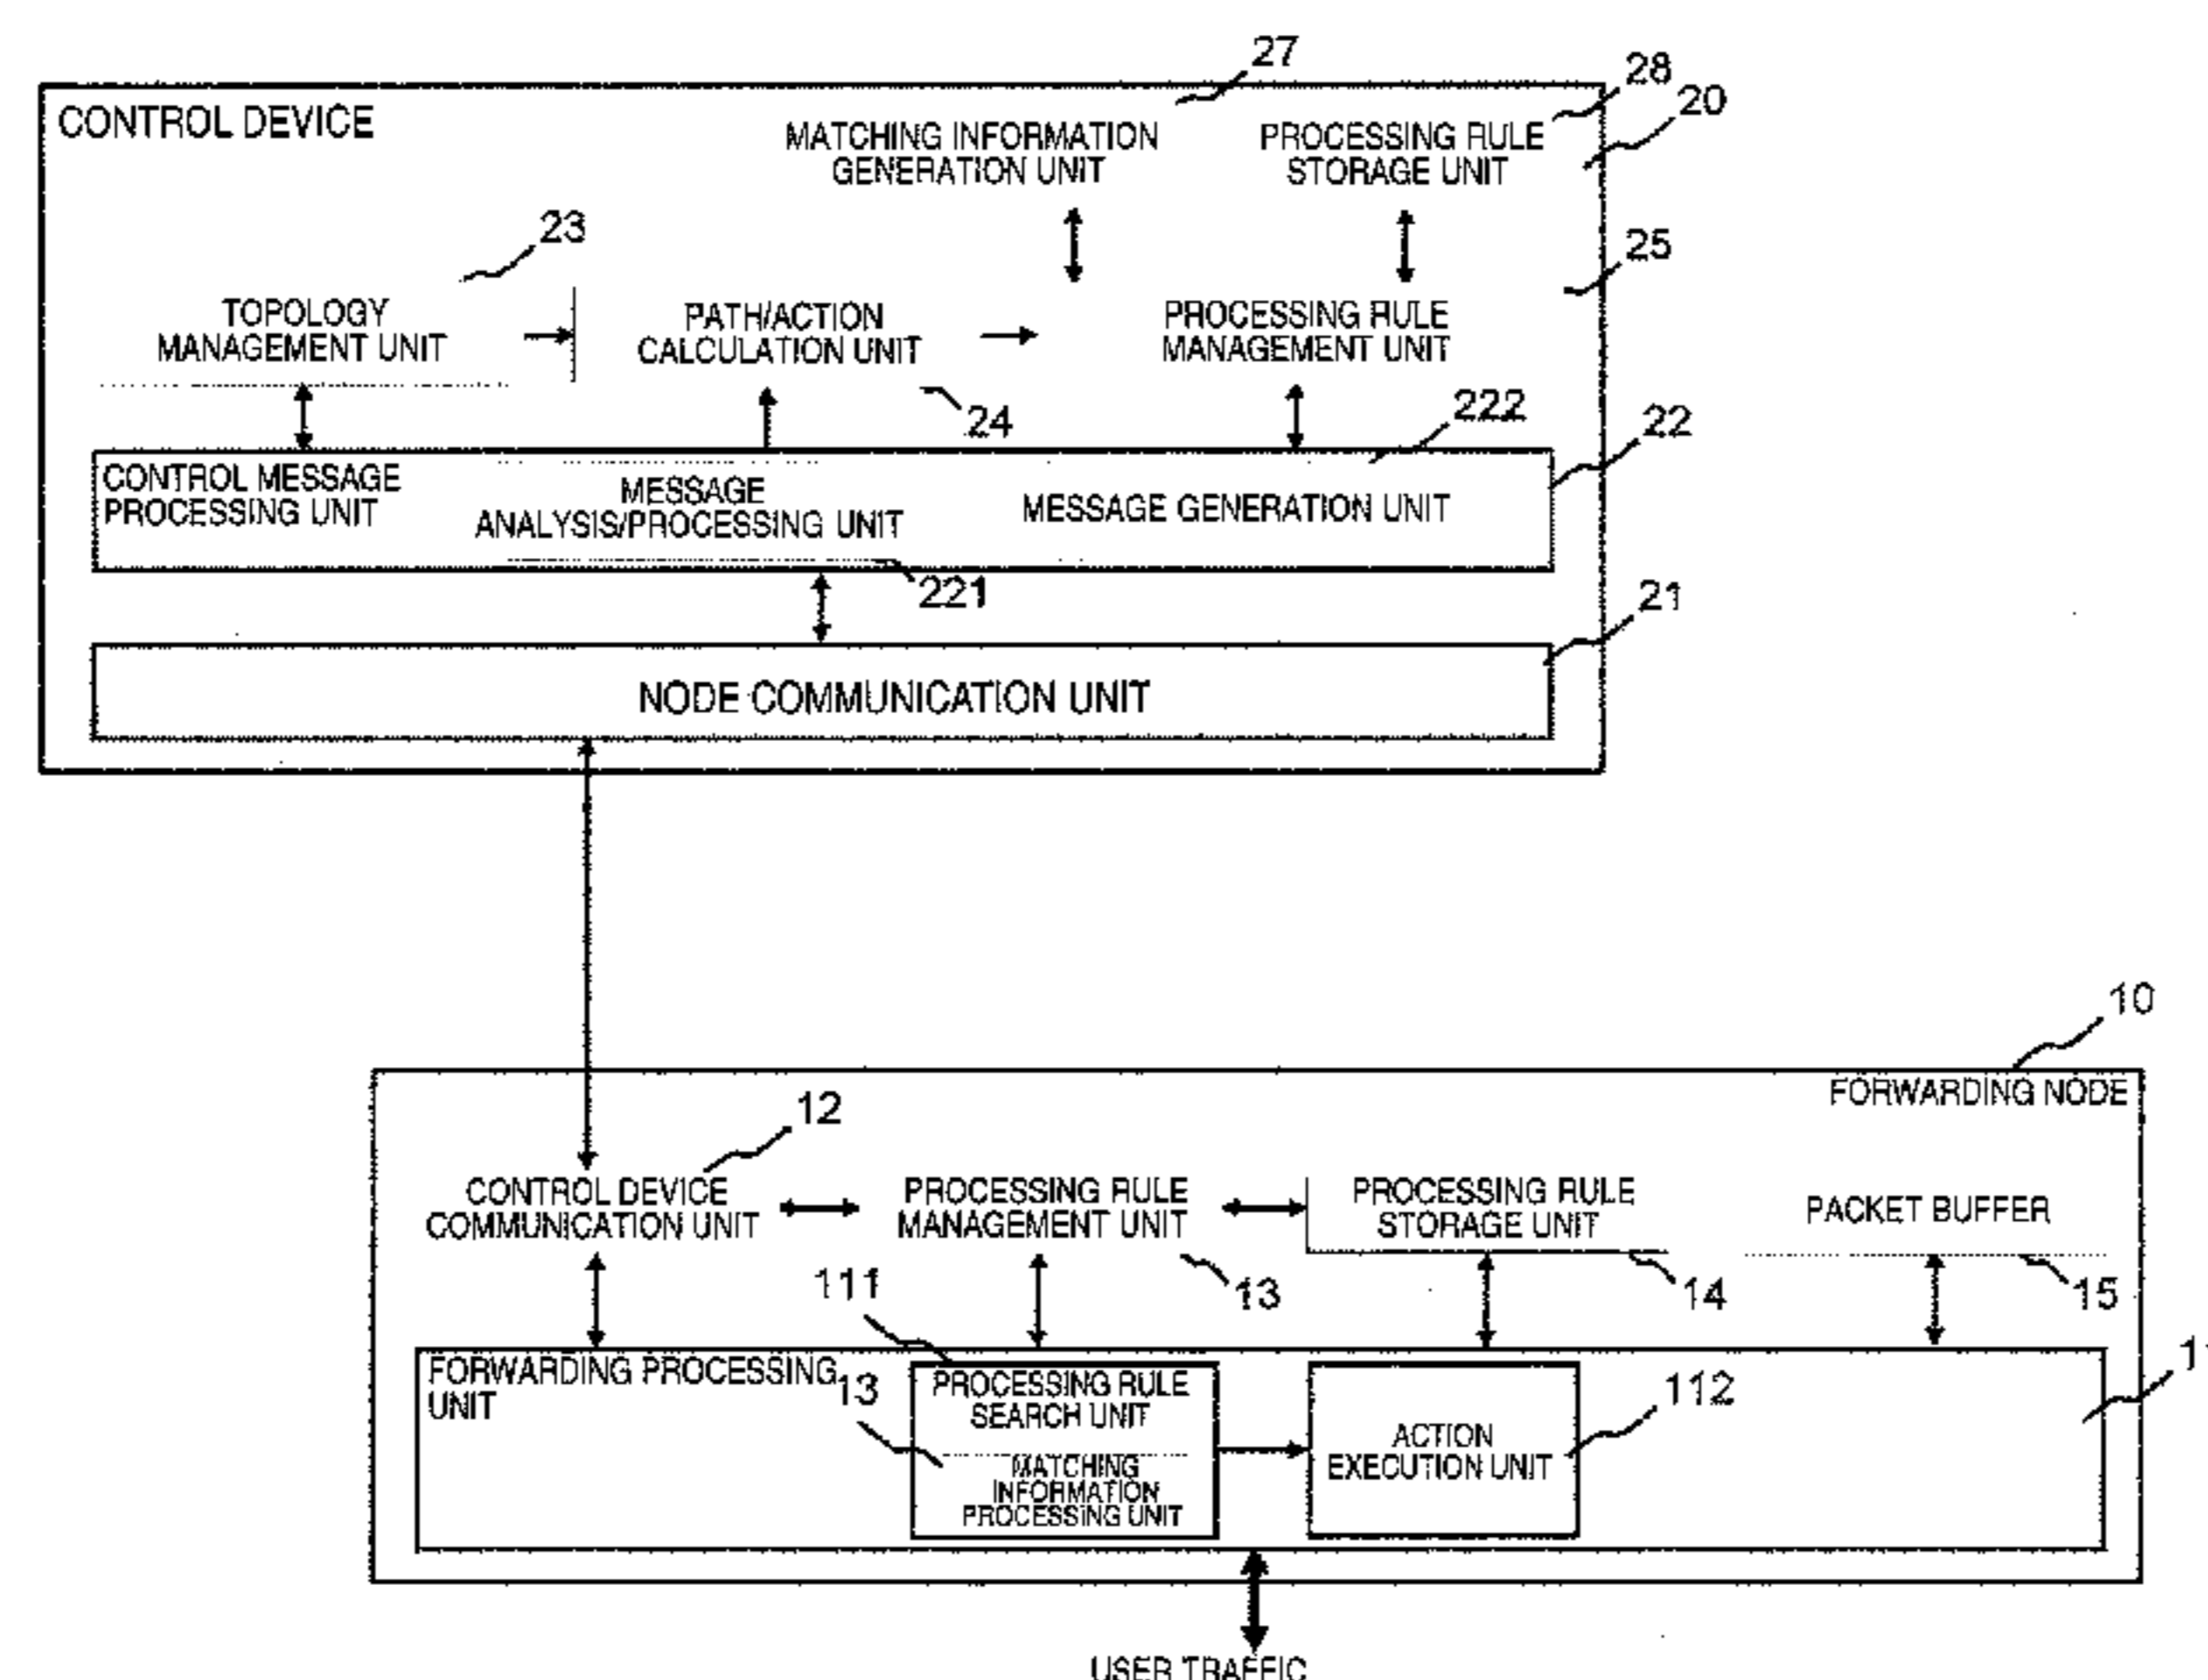 27
28
20
CONTROL DEVICE
MATCHING INFORMATION
GENERATION UNIT
PROCESSING RULE
STORAGE UNIT
23
25
TOPOLOGY
MANAGEMENT UNIT
PATH/ACTION
CALCULATION UNIT
PROCESSING RULE
MANAGEMENT UNIT
24
222
22
CONTROL MESSAGE
PROCESSING UNIT
MESSAGE
ANALYSIS/PROCESSING UNIT
MESSAGE GENERATION UNIT
221
21
NODE COMMUNICATION UNIT
10
FORWARDING NODE
12
CONTROL DEVICE
COMMUNICATION UNIT
PROCESSING RULE
MANAGEMENT UNIT
PROCESSING RULE
STORAGE UNIT
PACKET BUFFER
111
13
14
15
FORWARDING PROCESSING
UNIT
13
PROCESSING RULE
SEARCH UNIT
MATCHING
INFORMATION
PROCESSING UNIT
ACTION
EXECUTION UNIT
112
11
USER TRAFFIC